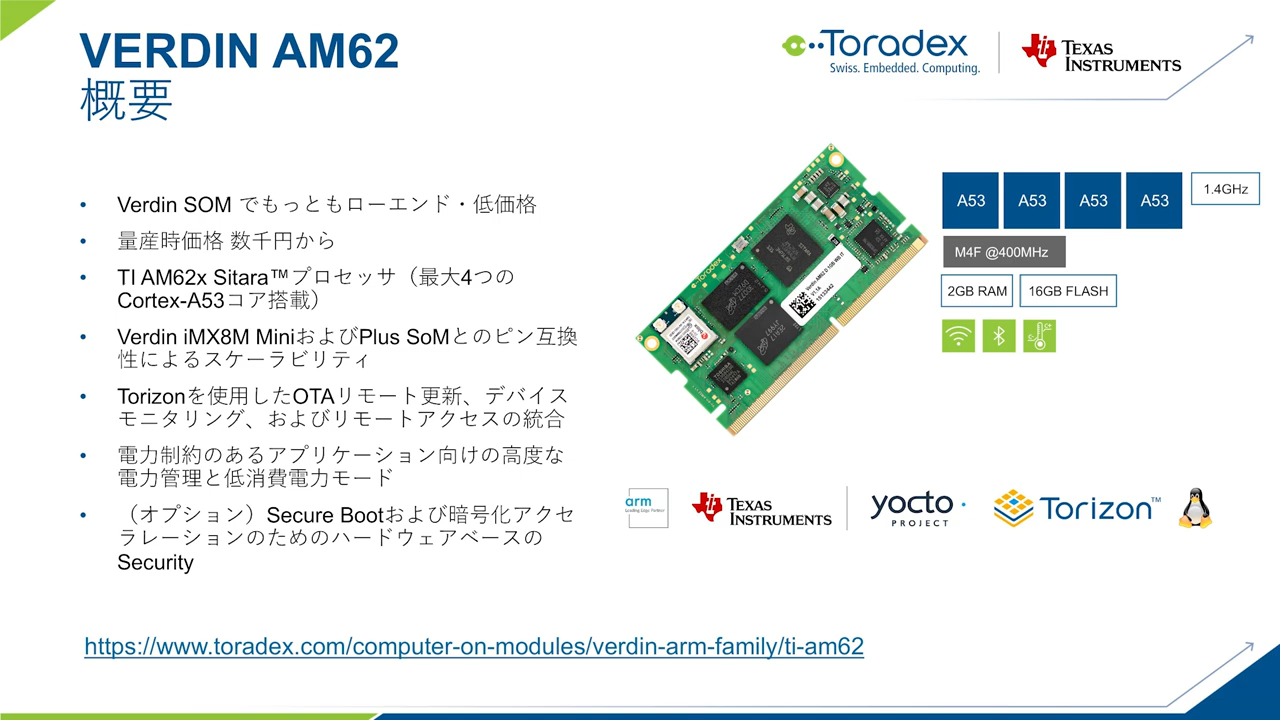 VERDIN AM62
概要
Toradex
Swiss. Embedded. Computing.
TEXAS
INSTRUMENTS
• Verdin SOM でもっともローエンド・低価格
• 量産時価格 数千円から
• TI AM62x Sitara™プロセッサ（最大4つの
Cortex-A53コア搭載）
• Verdin iMX8M MiniおよびPlus SoMとのピン互換
性によるスケーラビリティ
• Torizonを使用したOTAリモート更新、デバイス
モニタリング、およびリモートアクセスの統合
• 電力制約のあるアプリケーション向けの高度な
電力管理と低消費電力モード
• （オプション）Secure Bootおよび暗号化アクセ
ラレーションのためのハードウェアベースの
Security
Toradex
Verdin AM62 D 1GB WB IT
V1.1A
15133442
A53
A53
A53
A53
1.4GHz
M4F @400MHz
2GB RAM
16GB FLASH
arm
Leading Edge Partner
TEXAS
INSTRUMENTS
yocto
PROJECT
Torizon™
https://www.toradex.com/computer-on-modules/verdin-arm-family/ti-am62